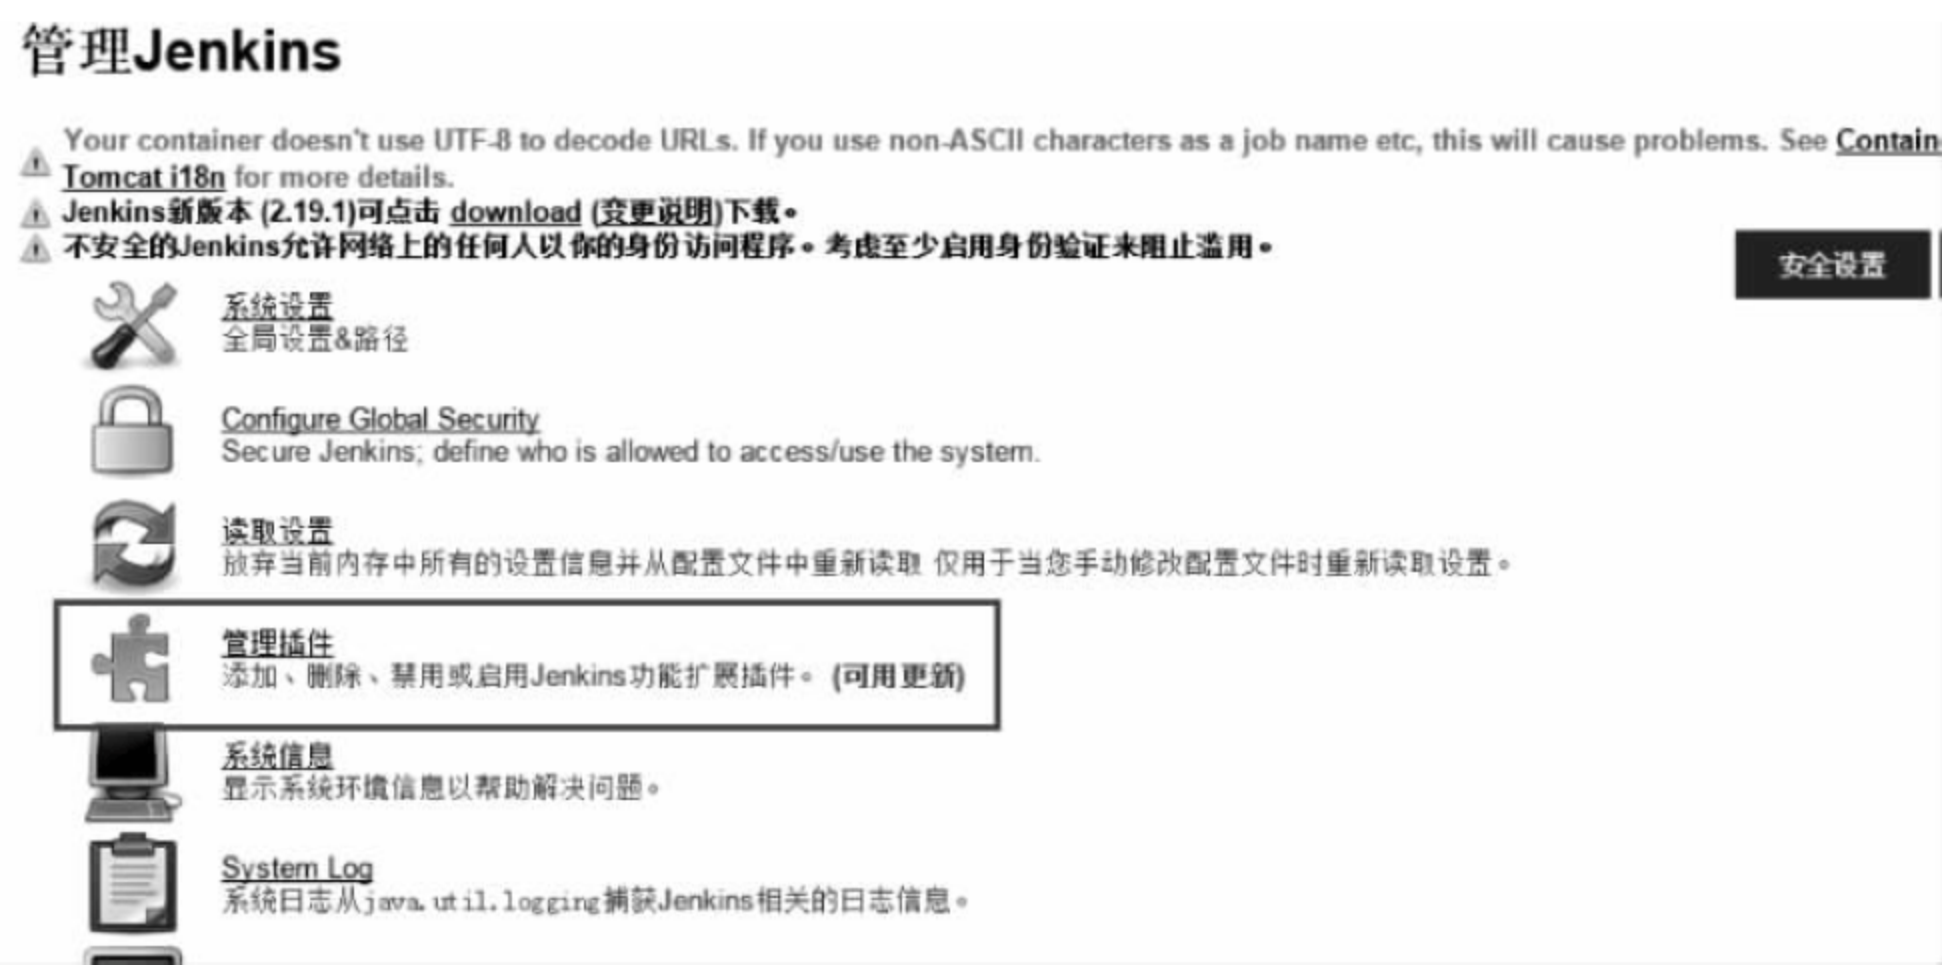 管理Jenkins
Your container doesn't use UTF-8 to decode URLs. If you use non-ASCII characters as a job name etc, this will cause problems. See Contain
Tomcat i18n for more details.
Jenkins新版本 (2.19.1)可点击 download (变更说明)下载。
不安全的Jenkins允许网络上的任何人以你的身份访问程序。考虑至少启用身份验证来阻止滥用。
安全设置
系统设置
全局设置&路径
Configure Global Security
Secure Jenkins; define who is allowed to access/use the system.
读取设置
放弃当前内存中所有的设置信息并从配置文件中重新读取 仅用于当您手动修改配置文件时重新读取设置。
管理插件
添加、删除、禁用或启用Jenkins功能扩展插件。 (可用更新)
系统信息
显示系统环境信息以帮助解决问题。
System Log
系统日志从java.util.logging捕获Jenkins相关的日志信息。